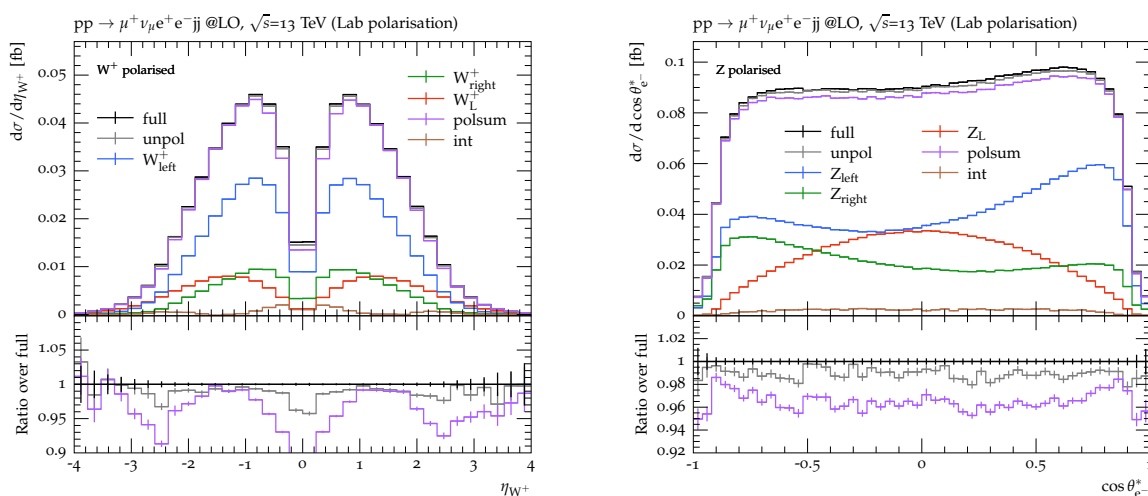 pp → μ⁺ν_μe⁺e⁻jj @LO, √s=13 TeV (Lab polarisation)
dσ/dη_W⁺ [fb]
W⁺ polarised
full
unpol
W⁺_left
W⁺_right
W⁺_L
polsum
int
0.05
0.04
0.03
0.02
0.01
0
Ratio over full
1.05
1
0.95
0.9
-4 -3 -2 -1 0 1 2 3 4
η_W⁺
pp → μ⁺ν_μe⁺e⁻jj @LO, √s=13 TeV (Lab polarisation)
dσ/d cos θ*_e⁻ [fb]
Z polarised
full
unpol
Z_left
Z_right
Z_L
polsum
int
0.1
0.08
0.06
0.04
0.02
0
Ratio over full
1.02
1
0.98
0.96
0.94
0.92
-1 -0.5 0 0.5 1
cos θ*_e⁻